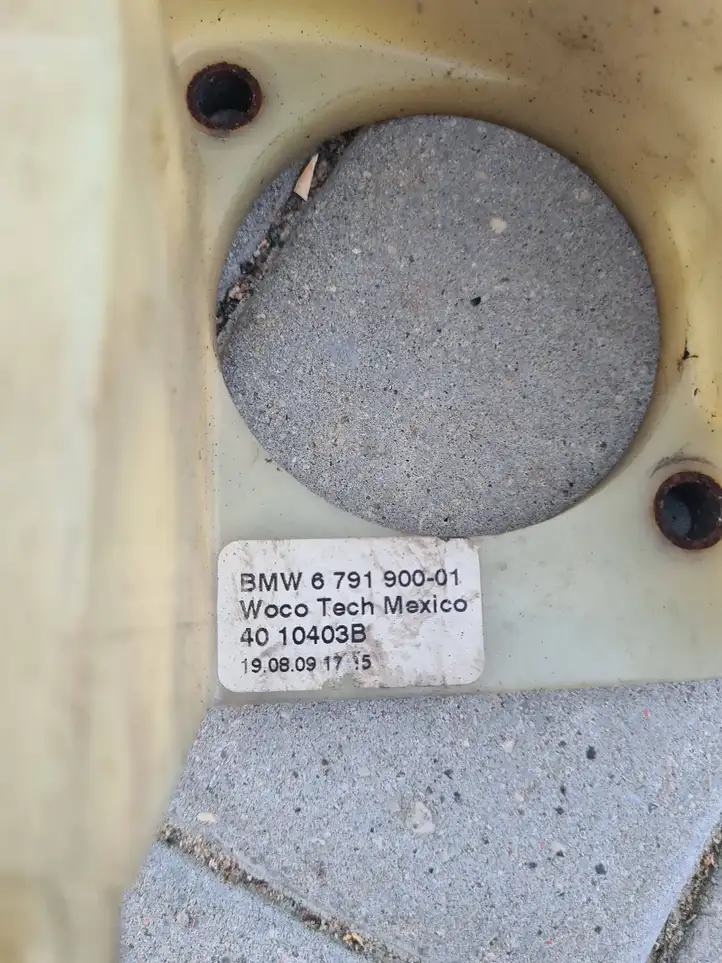 BMW 6 791 900-01
Woco Tech Mexico
40 10403B
19.08.09 17 15